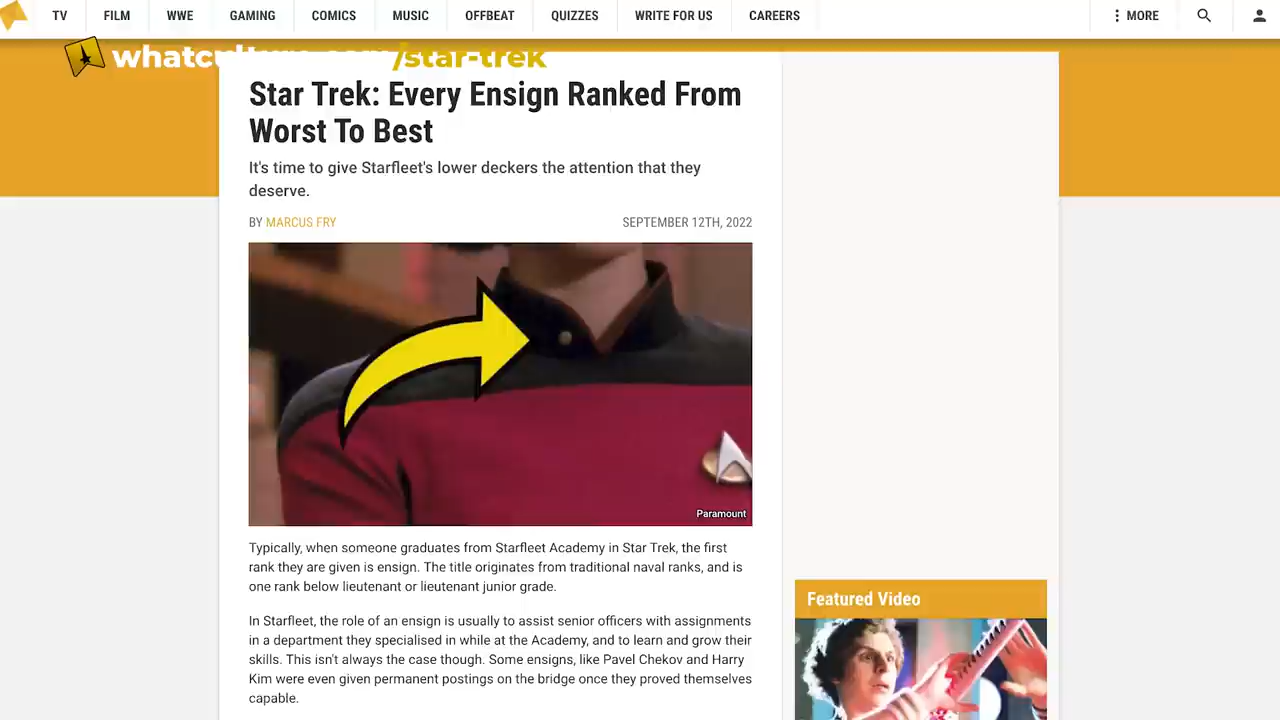 TV
FILM
WWE
GAMING
COMICS
MUSIC
OFFBEAT
QUIZZES
WRITE FOR US
CAREERS
MORE
/star-trek
Star Trek: Every Ensign Ranked From
Worst To Best
It's time to give Starfleet's lower deckers the attention that they
deserve.
BY MARCUS FRY
SEPTEMBER 12TH, 2022
Paramount
Typically, when someone graduates from Starfleet Academy in Star Trek, the first
rank they are given is ensign. The title originates from traditional naval ranks, and is
one rank below lieutenant or lieutenant junior grade.
In Starfleet, the role of an ensign is usually to assist senior officers with assignments
in a department they specialised in while at the Academy, and to learn and grow their
skills. This isn't always the case though. Some ensigns, like Pavel Chekov and Harry
Kim were even given permanent postings on the bridge once they proved themselves
capable.
Featured Video